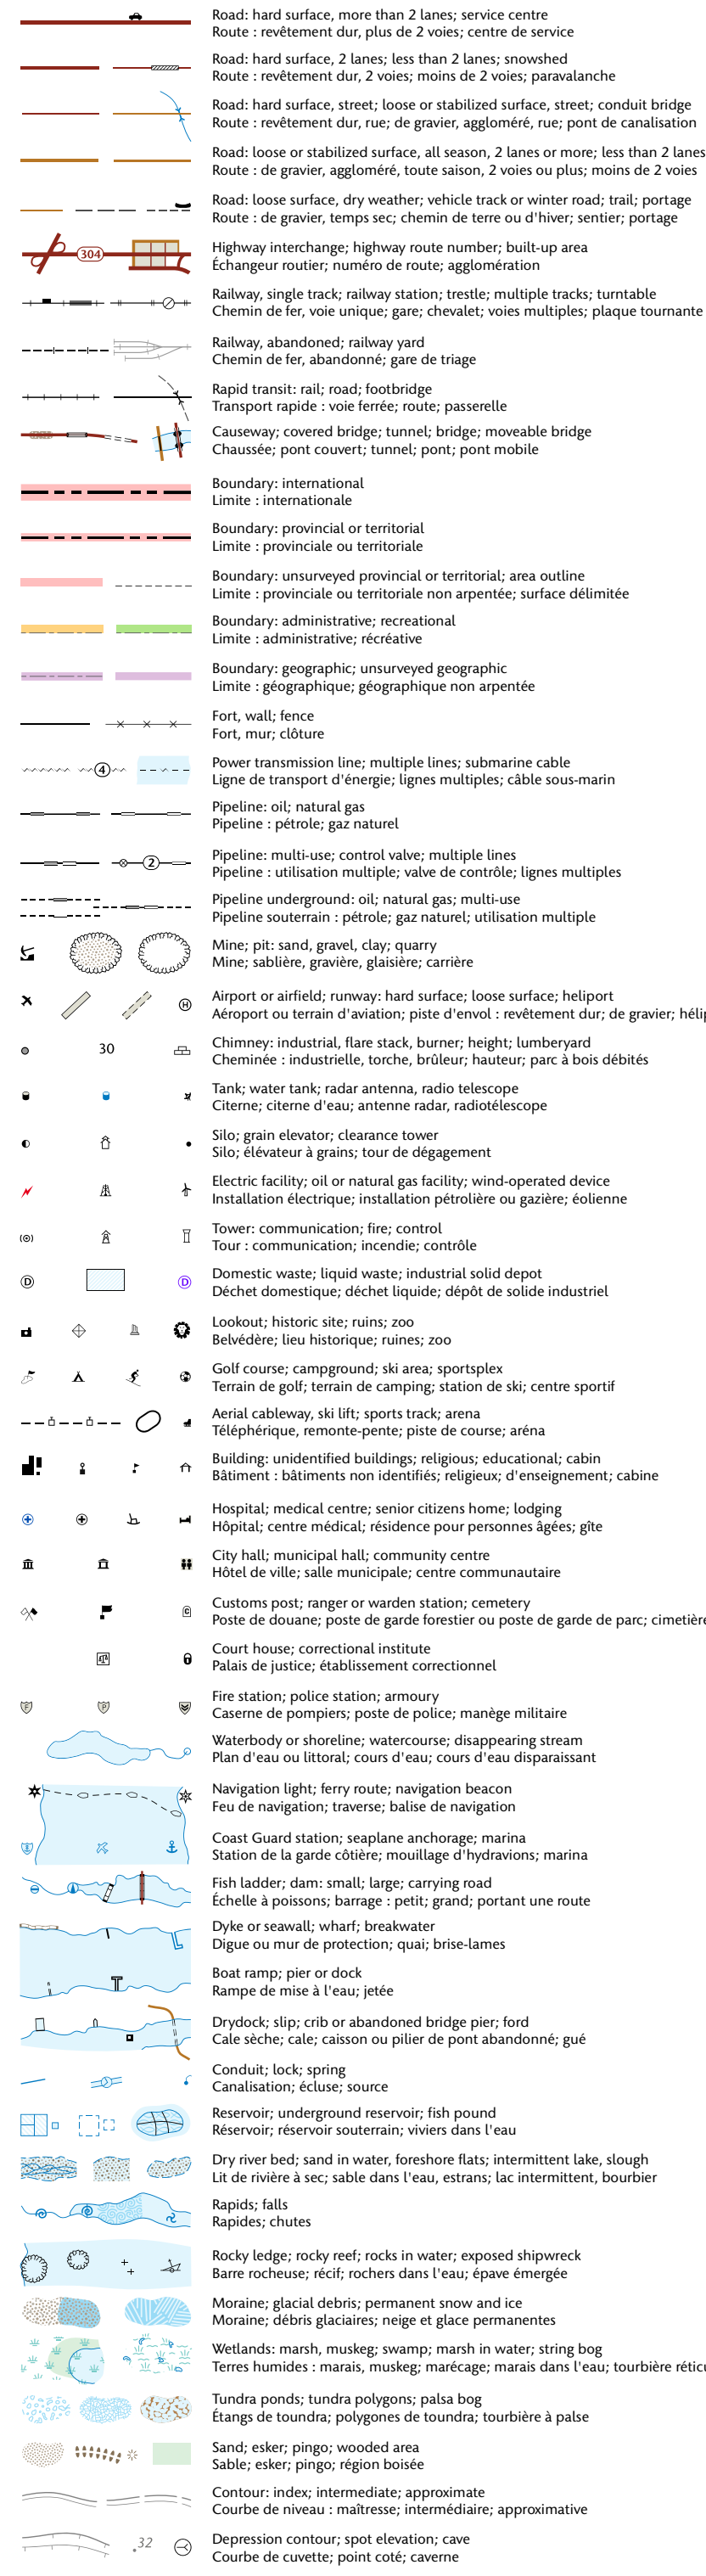 Road: hard surface, more than 2 lanes; service centre
Route : revêtement dur, plus de 2 voies; centre de service
Road: hard surface, 2 lanes; less than 2 lanes; snowshed
Route : revêtement dur, 2 voies; moins de 2 voies; paravalanche
Road: hard surface, street; loose or stabilized surface, street; conduit bridge
Route : revêtement dur, rue; de gravier, aggloméré, rue; pont de canalisation
Road: loose or stabilized surface, all season, 2 lanes or more; less than 2 lanes
Route : de gravier, aggloméré, toute saison, 2 voies ou plus; moins de 2 voies
Road: loose surface, dry weather; vehicle track or winter road; trail; portage
Route : de gravier, temps sec; chemin de terre ou d'hiver; sentier; portage
304
Highway interchange; highway route number; built-up area
Échangeur routier; numéro de route; agglomération
Railway, single track; railway station; trestle; multiple tracks; turntable
Chemin de fer, voie unique; gare; chevalet; voies multiples; plaque tournante
Railway, abandoned; railway yard
Chemin de fer, abandonné; gare de triage
Rapid transit: rail; road; footbridge
Transport rapide : voie ferrée; route; passerelle
Causeway; covered bridge; tunnel; bridge; moveable bridge
Chaussée; pont couvert; tunnel; pont; pont mobile
Boundary: international
Limite : internationale
Boundary: provincial or territorial
Limite : provinciale ou territoriale
Boundary: unsurveyed provincial or territorial; area outline
Limite : provinciale ou territoriale non arpentée; surface délimitée
Boundary: administrative; recreational
Limite : administrative; récréative
Boundary: geographic; unsurveyed geographic
Limite : géographique; géographique non arpentée
Fort, wall; fence
Fort, mur; clôture
4
Power transmission line; multiple lines; submarine cable
Ligne de transport d'énergie; lignes multiples; câble sous-marin
Pipeline: oil; natural gas
Pipeline : pétrole; gaz naturel
2
Pipeline: multi-use; control valve; multiple lines
Pipeline : utilisation multiple; valve de contrôle; lignes multiples
Pipeline underground: oil; natural gas; multi-use
Pipeline souterrain : pétrole; gaz naturel; utilisation multiple
Mine; pit: sand, gravel, clay; quarry
Mine; sablière, gravière, glaisière; carrière
H
Airport or airfield; runway: hard surface; loose surface; heliport
Aéroport ou terrain d'aviation; piste d'envol : revêtement dur; de gravier; hélip
30
Chimney: industrial, flare stack, burner; height; lumberyard
Cheminée : industrielle, torche, brûleur; hauteur; parc à bois débités
Tank; water tank; radar antenna, radio telescope
Citerne; citerne d'eau; antenne radar, radiotélescope
Silo; grain elevator; clearance tower
Silo; élévateur à grains; tour de dégagement
Electric facility; oil or natural gas facility; wind-operated device
Installation électrique; installation pétrolière ou gazière; éolienne
Tower: communication; fire; control
Tour : communication; incendie; contrôle
D D
Domestic waste; liquid waste; industrial solid depot
Déchet domestique; déchet liquide; dépôt de solide industriel
Lookout; historic site; ruins; zoo
Belvédère; lieu historique; ruines; zoo
Golf course; campground; ski area; sportsplex
Terrain de golf; terrain de camping; station de ski; centre sportif
Aerial cableway, ski lift; sports track; arena
Téléphérique, remonte-pente; piste de course; aréna
Building: unidentified buildings; religious; educational; cabin
Bâtiment : bâtiments non identifiés; religieux; d'enseignement; cabine
Hospital; medical centre; senior citizens home; lodging
Hôpital; centre médical; résidence pour personnes âgées; gîte
City hall; municipal hall; community centre
Hôtel de ville; salle municipale; centre communautaire
C
Customs post; ranger or warden station; cemetery
Poste de douane; poste de garde forestier ou poste de garde de parc; cimetière
Court house; correctional institute
Palais de justice; établissement correctionnel
F P
Fire station; police station; armoury
Caserne de pompiers; poste de police; manège militaire
Waterbody or shoreline; watercourse; disappearing stream
Plan d'eau ou littoral; cours d'eau; cours d'eau disparaissant
Navigation light; ferry route; navigation beacon
Feu de navigation; traverse; balise de navigation
Coast Guard station; seaplane anchorage; marina
Station de la garde côtière; mouillage d'hydravions; marina
Fish ladder; dam: small; large; carrying road
Échelle à poissons; barrage : petit; grand; portant une route
Dyke or seawall; wharf; breakwater
Digue ou mur de protection; quai; brise-lames
Boat ramp; pier or dock
Rampe de mise à l'eau; jetée
Drydock; slip; crib or abandoned bridge pier; ford
Cale sèche; cale; caisson ou pilier de pont abandonné; gué
Conduit; lock; spring
Canalisation; écluse; source
Reservoir; underground reservoir; fish pound
Réservoir; réservoir souterrain; viviers dans l'eau
Dry river bed; sand in water, foreshore flats; intermittent lake, slough
Lit de rivière à sec; sable dans l'eau, estrans; lac intermittent, bourbier
Rapids; falls
Rapides; chutes
Rocky ledge; rocky reef; rocks in water; exposed shipwreck
Barre rocheuse; récif; rochers dans l'eau; épave émergée
Moraine; glacial debris; permanent snow and ice
Moraine; débris glaciaires; neige et glace permanentes
Wetlands: marsh, muskeg; swamp; marsh in water; string bog
Terres humides : marais, muskeg; marécage; marais dans l'eau; tourbière réticu
Tundra ponds; tundra polygons; palsa bog
Étangs de toundra; polygones de toundra; tourbière à palse
Sand; esker; pingo; wooded area
Sable; esker; pingo; région boisée
Contour: index; intermediate; approximate
Courbe de niveau : maîtresse; intermédiaire; approximative
.32
Depression contour; spot elevation; cave
Courbe de cuvette; point coté; caverne